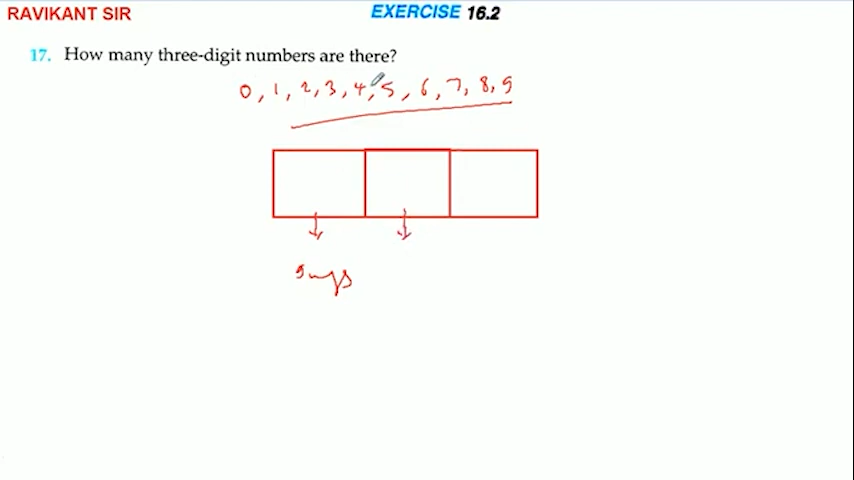 RAVIKANT SIR
EXERCISE 16.2
17. How many three-digit numbers are there?
0, 1, 2, 3, 4, 5, 6, 7, 8, 9
9 ways